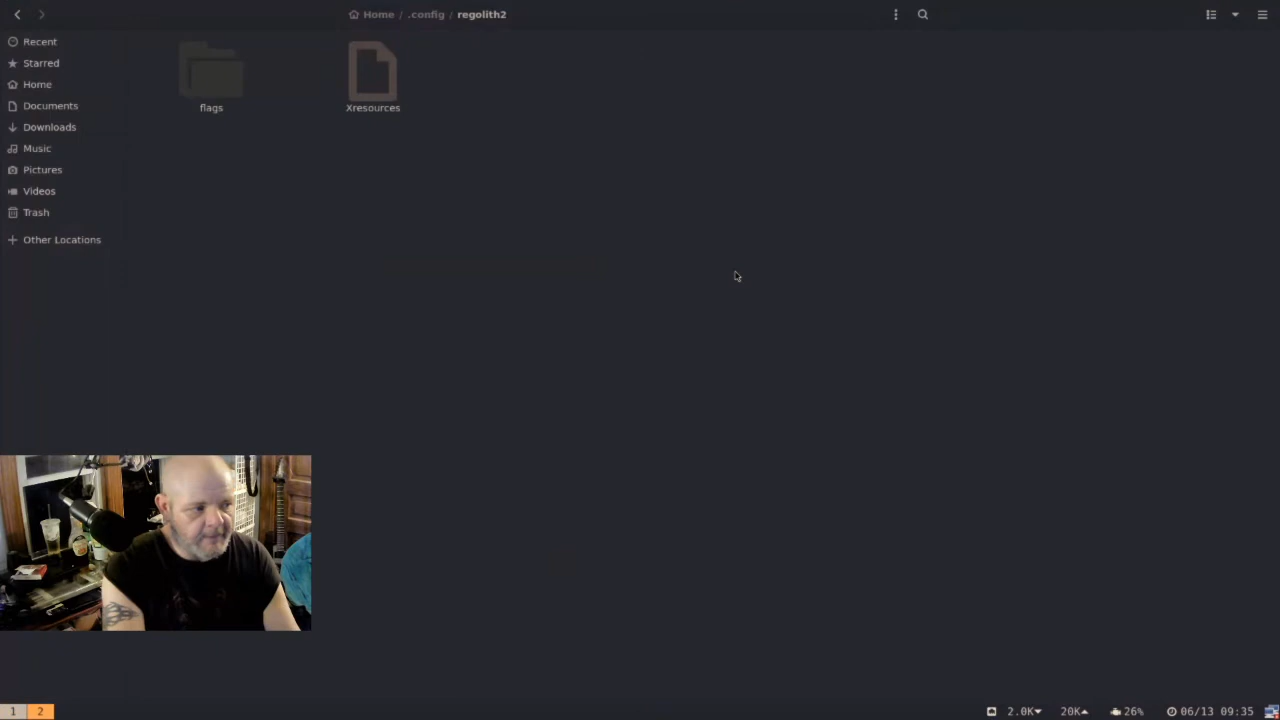 Home / .config / regolith2
Recent
Starred
Home
Documents
Downloads
Music
Pictures
Videos
Trash
Other Locations
flags
Xresources
1 2
2.0K 20K 26% 06/13 09:35